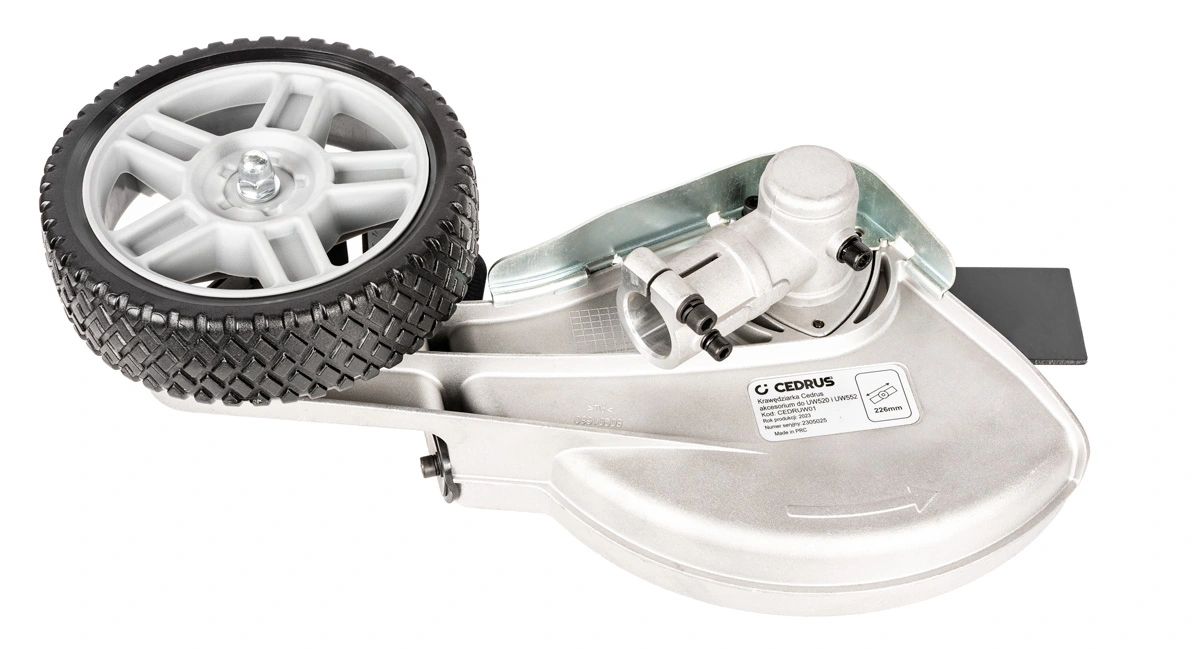 CEDRUS
Krawędziarka Cedrus
akcesorium do UW520 i UW552
Kod: CEDRUW01
Rok produkcji: 2023
Numer seryjny: 2305025
Made in PRC
226mm